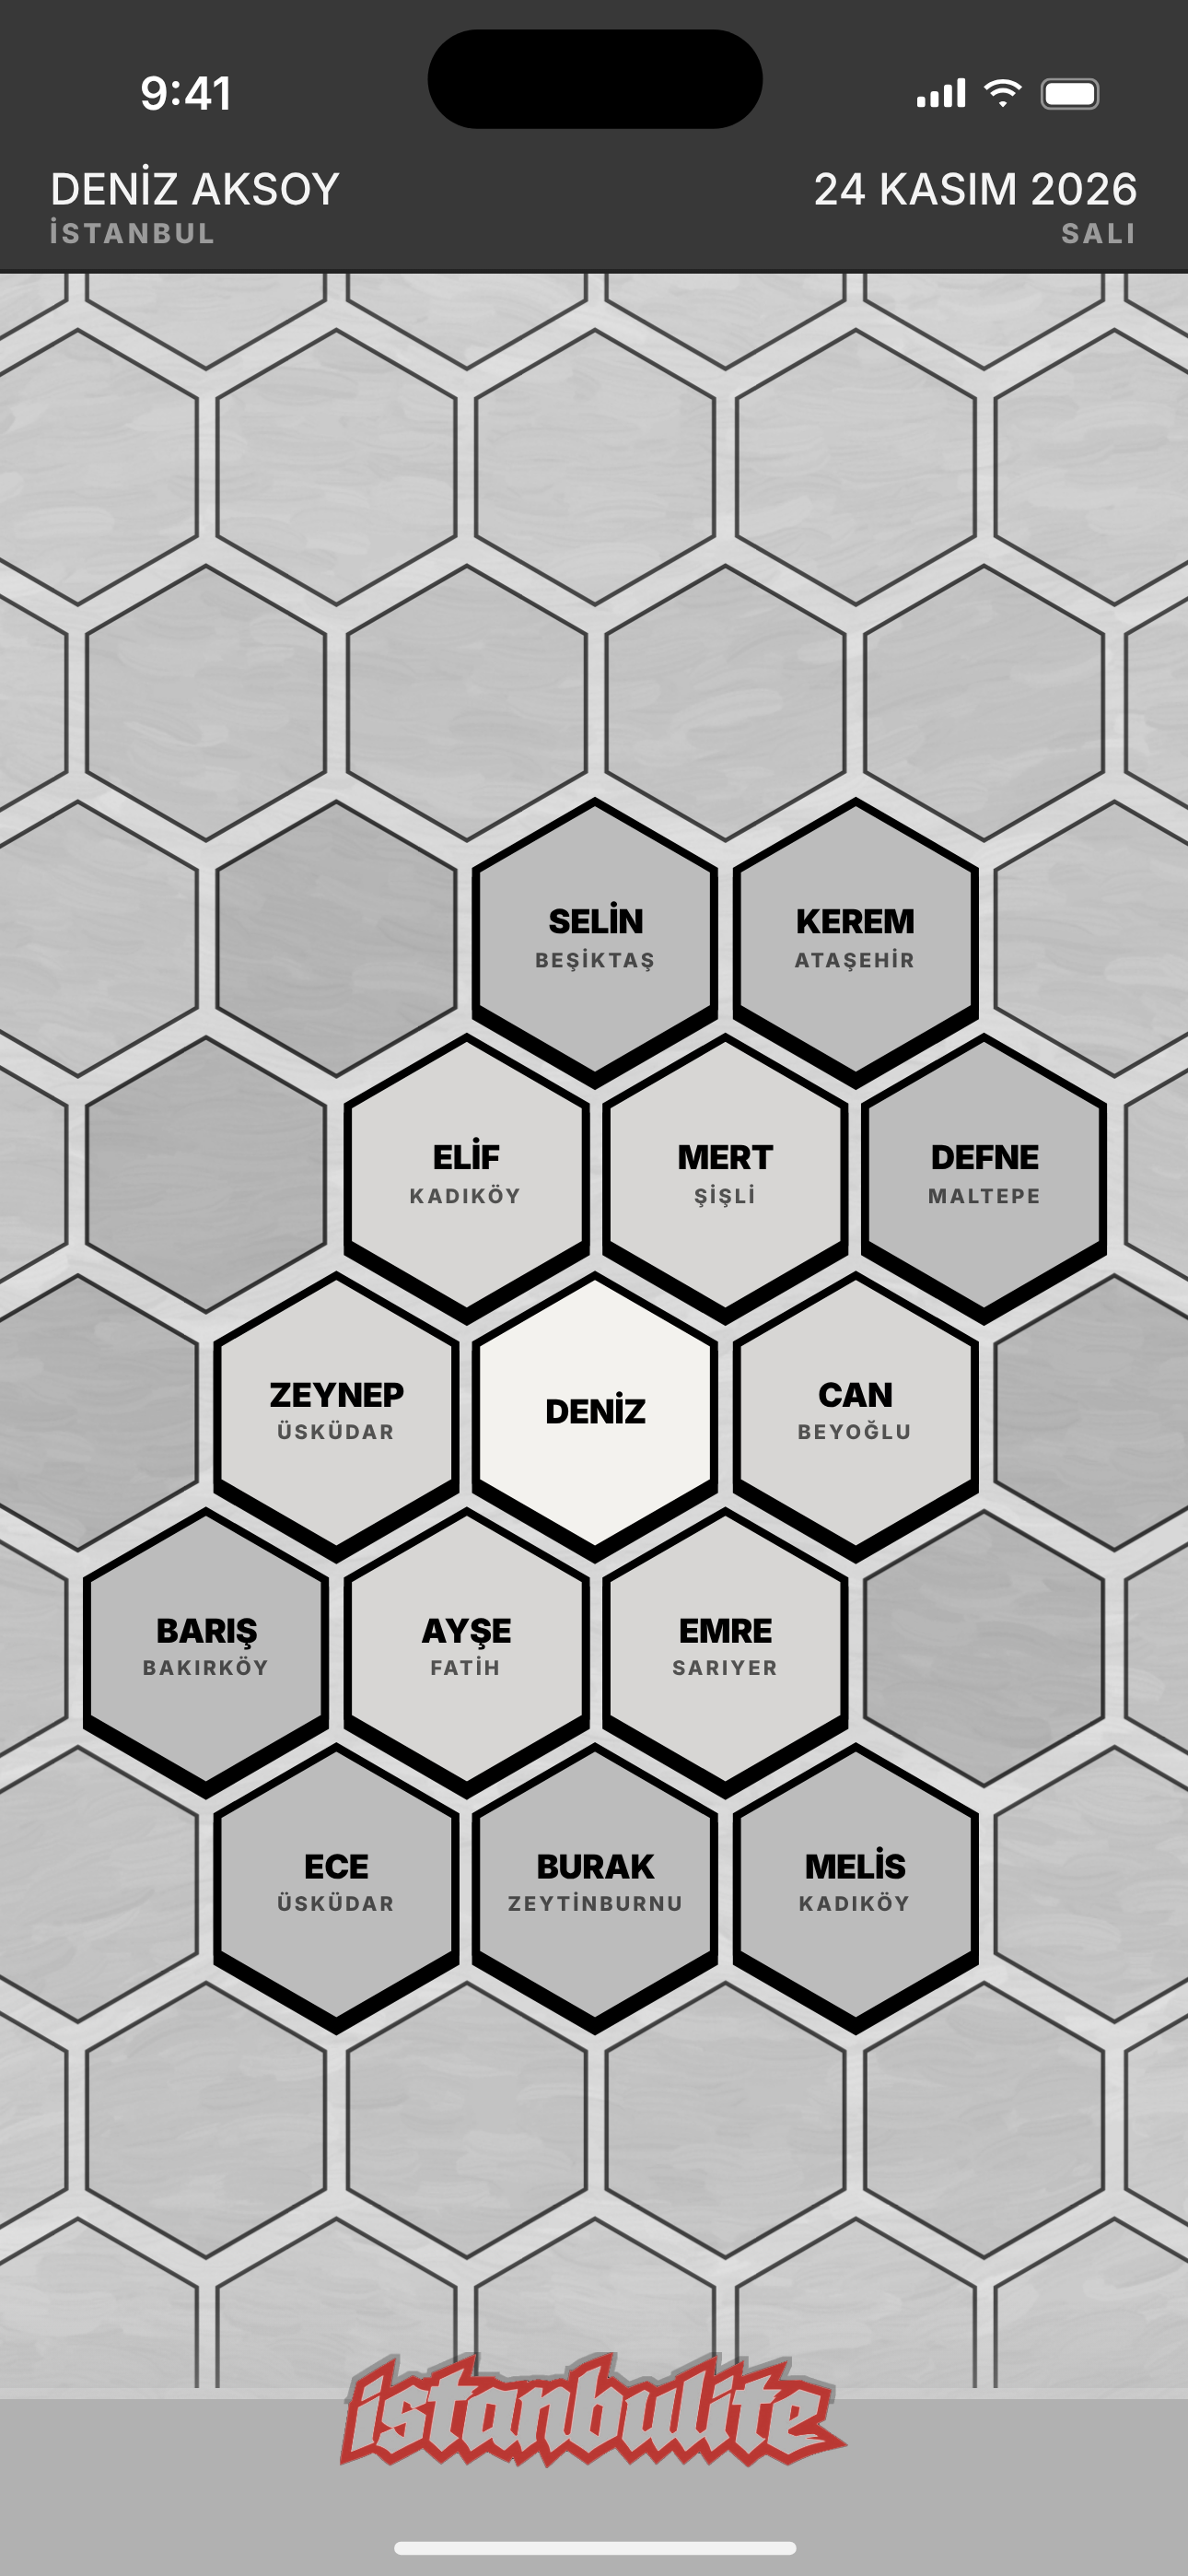 9:41
DENİZ AKSOY
İSTANBUL
24 KASIM 2026
SALI
SELİN
BEŞİKTAŞ
KEREM
ATAŞEHİR
ELİF
KADIKÖY
MERT
ŞİŞLİ
DEFNE
MALTEPE
ZEYNEP
ÜSKÜDAR
DENİZ
CAN
BEYOĞLU
BARIŞ
BAKIRKÖY
AYŞE
FATİH
EMRE
SARIYER
ECE
ÜSKÜDAR
BURAK
ZEYTİNBURNU
MELİS
KADIKÖY
istanbulite